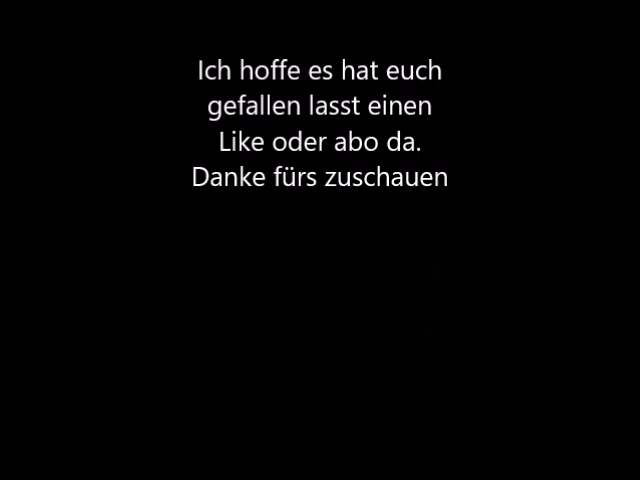 Ich hoffe es hat euch
gefallen lasst einen
Like oder abo da.
Danke fürs zuschauen